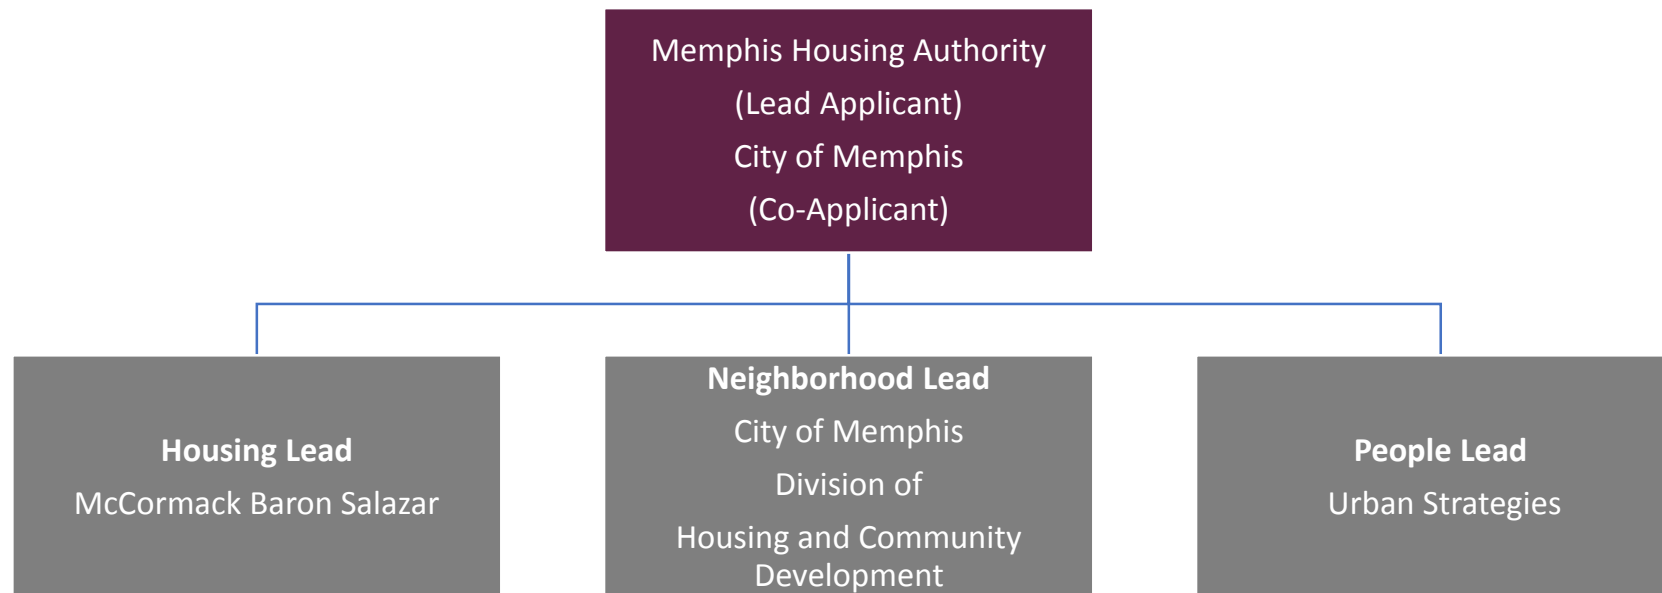 Memphis Housing Authority
(Lead Applicant)
City of Memphis
(Co-Applicant)
Housing Lead
McCormack Baron Salazar
Neighborhood Lead
City of Memphis
Division of
Housing and Community
Development
People Lead
Urban Strategies